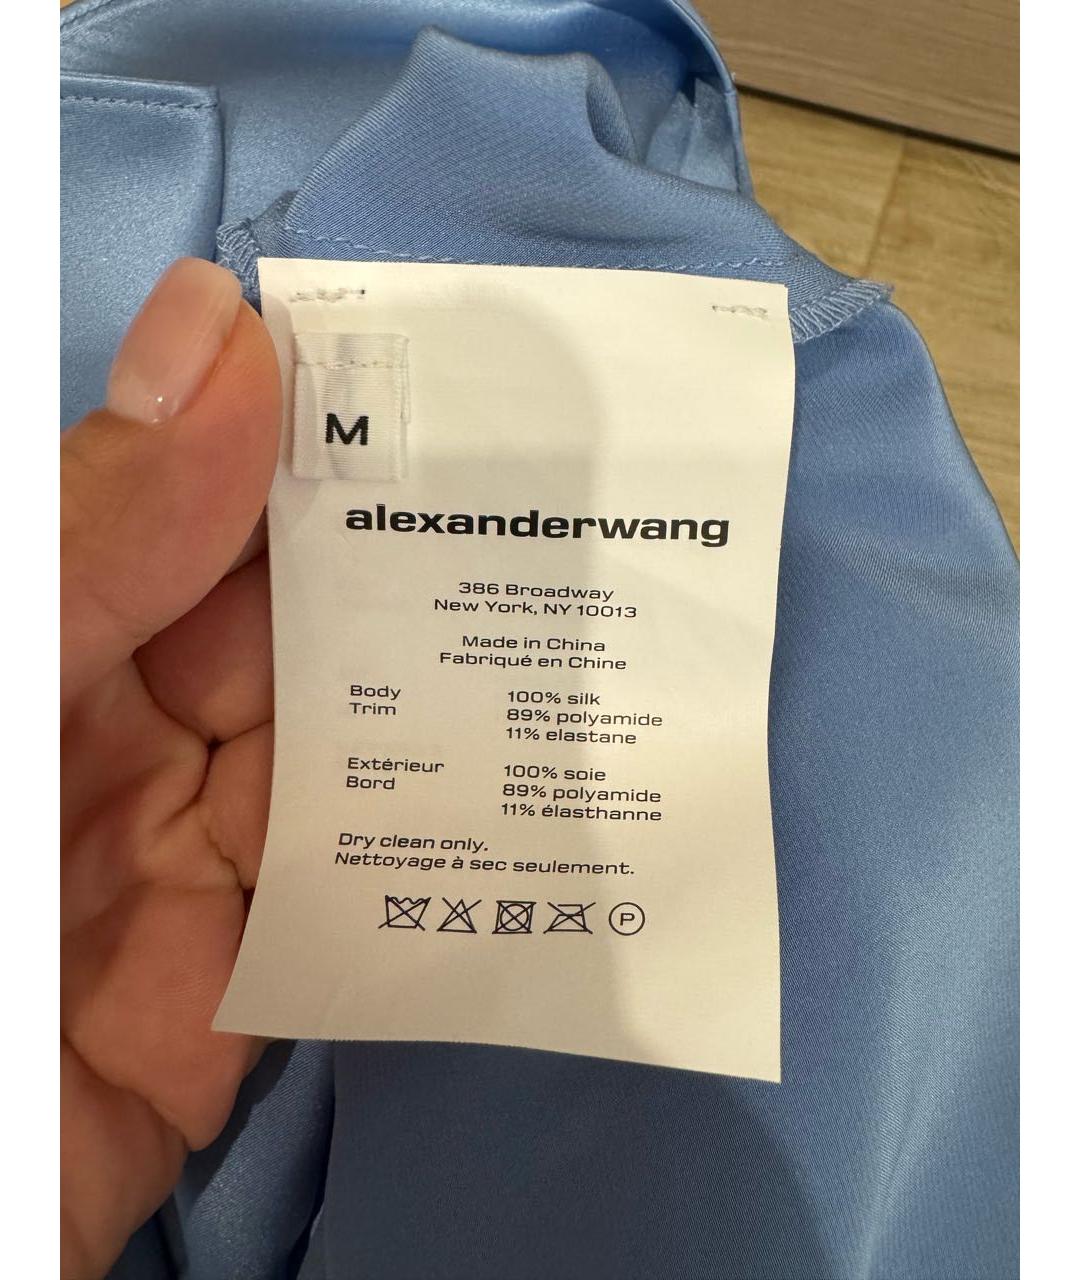 M
alexanderwang
386 Broadway
New York, NY 10013
Made in China
Fabriqué en Chine
Body 100% silk
Trim 89% polyamide
11% elastane
Extérieur 100% soie
Bord 89% polyamide
11% élasthanne
Dry clean only.
Nettoyage à sec seulement.
P